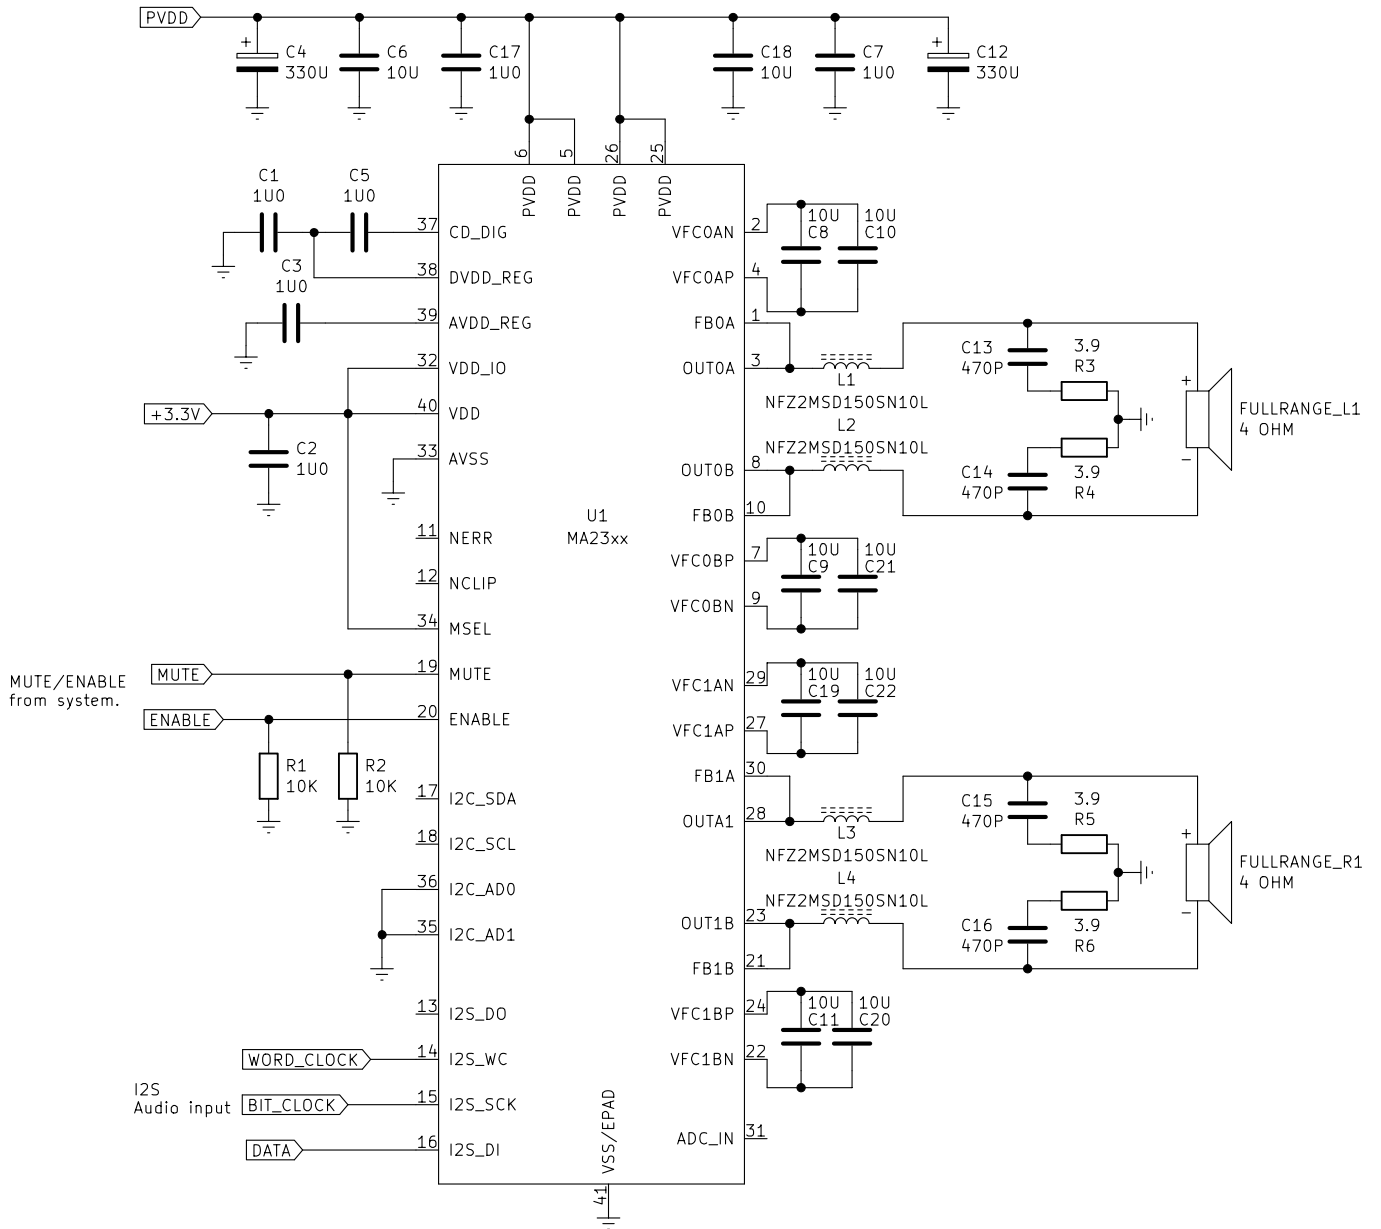 PVDD
+
C4
330U
C6
10U
C17
1U0
C18
10U
C7
1U0
+
C12
330U
6
5
26
25
PVDD
PVDD
PVDD
PVDD
C1
1U0
C5
1U0
37
CD_DIG
38
DVDD_REG
C3
1U0
39
AVDD_REG
32
VDD_IO
+3.3V
40
VDD
C2
1U0
33
AVSS
11
NERR
12
NCLIP
34
MSEL
MUTE/ENABLE
from system.
MUTE
19
MUTE
ENABLE
20
ENABLE
R1
10K
R2
10K
17
I2C_SDA
18
I2C_SCL
36
I2C_AD0
35
I2C_AD1
13
I2S_DO
I2S
Audio input
WORD_CLOCK
14
I2S_WC
BIT_CLOCK
15
I2S_SCK
DATA
16
I2S_DI
U1
MA23xx
VSS/EPAD
41
VFC0AN
2
10U
C8
10U
C10
VFC0AP
4
FB0A
1
OUT0A
3
L1
NFZ2MSD150SN10L
L2
NFZ2MSD150SN10L
OUT0B
8
FB0B
10
C13
470P
3.9
R3
C14
470P
3.9
R4
+
-
FULLRANGE_L1
4 OHM
VFC0BP
7
10U
C9
10U
C21
VFC0BN
9
VFC1AN
29
10U
C19
10U
C22
VFC1AP
27
FB1A
30
OUTA1
28
L3
NFZ2MSD150SN10L
L4
NFZ2MSD150SN10L
OUT1B
23
FB1B
21
C15
470P
3.9
R5
C16
470P
3.9
R6
+
-
FULLRANGE_R1
4 OHM
VFC1BP
24
10U
C11
10U
C20
VFC1BN
22
ADC_IN
31